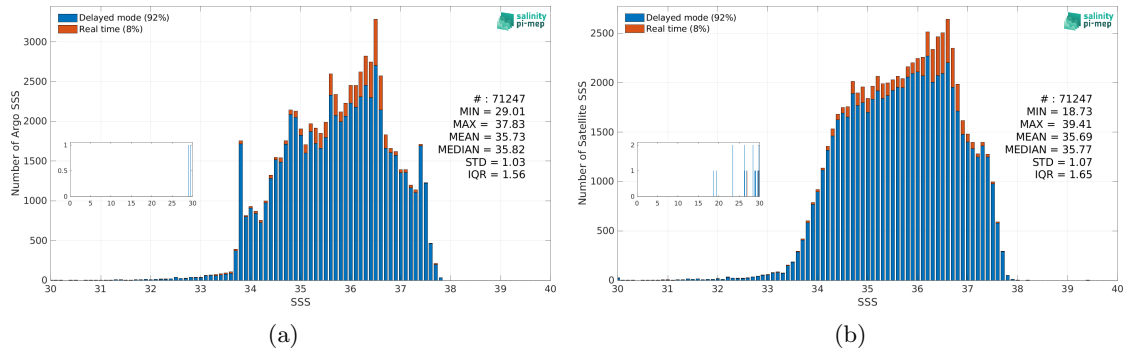 Delayed mode (92%)
Real time (8%)
salinity
pi-mep
Number of Argo SSS
3000
2500
2000
1500
1000
500
0
# : 71247
MIN = 29.01
MAX = 37.83
MEAN = 35.73
MEDIAN = 35.82
STD = 1.03
IQR = 1.56
1
0.5
0
0 5 10 15 20 25 30
30 31 32 33 34 35 36 37 38 39 40
SSS
(a)
Delayed mode (92%)
Real time (8%)
salinity
pi-mep
Number of Satellite SSS
2500
2000
1500
1000
500
0
# : 71247
MIN = 18.73
MAX = 39.41
MEAN = 35.69
MEDIAN = 35.77
STD = 1.07
IQR = 1.65
2
1
0
0 5 10 15 20 25 30
30 31 32 33 34 35 36 37 38 39 40
SSS
(b)